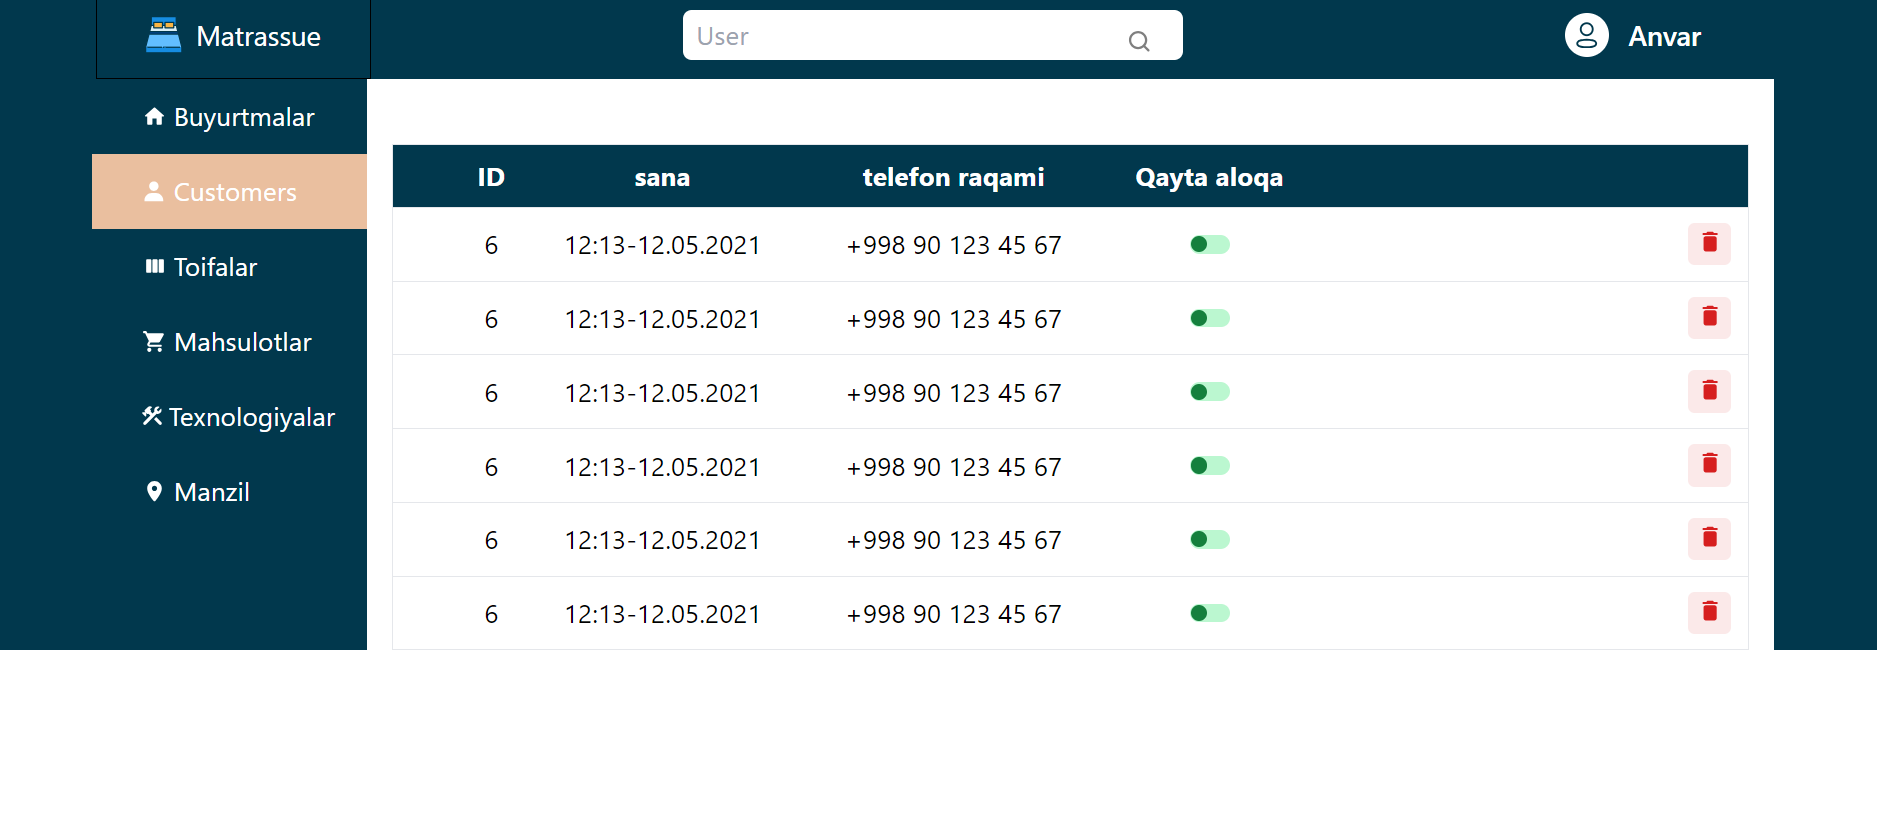 Matrassue
User
Anvar
Buyurtmalar
Customers
Toifalar
Mahsulotlar
Texnologiyalar
Manzil
ID sana telefon raqami Qayta aloqa
6 12:13-12.05.2021 +998 90 123 45 67
6 12:13-12.05.2021 +998 90 123 45 67
6 12:13-12.05.2021 +998 90 123 45 67
6 12:13-12.05.2021 +998 90 123 45 67
6 12:13-12.05.2021 +998 90 123 45 67
6 12:13-12.05.2021 +998 90 123 45 67